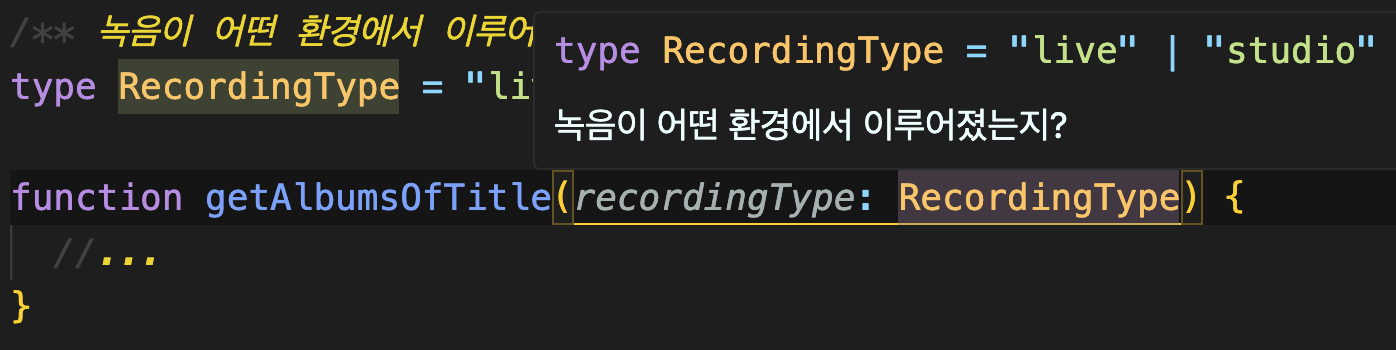 /** 녹음이 어떤 환경에서 이루어
type RecordingType = "li
type RecordingType = "live" | "studio"
녹음이 어떤 환경에서 이루어졌는지?
function getAlbumsOfTitle(recordingType: RecordingType) {
//...
}